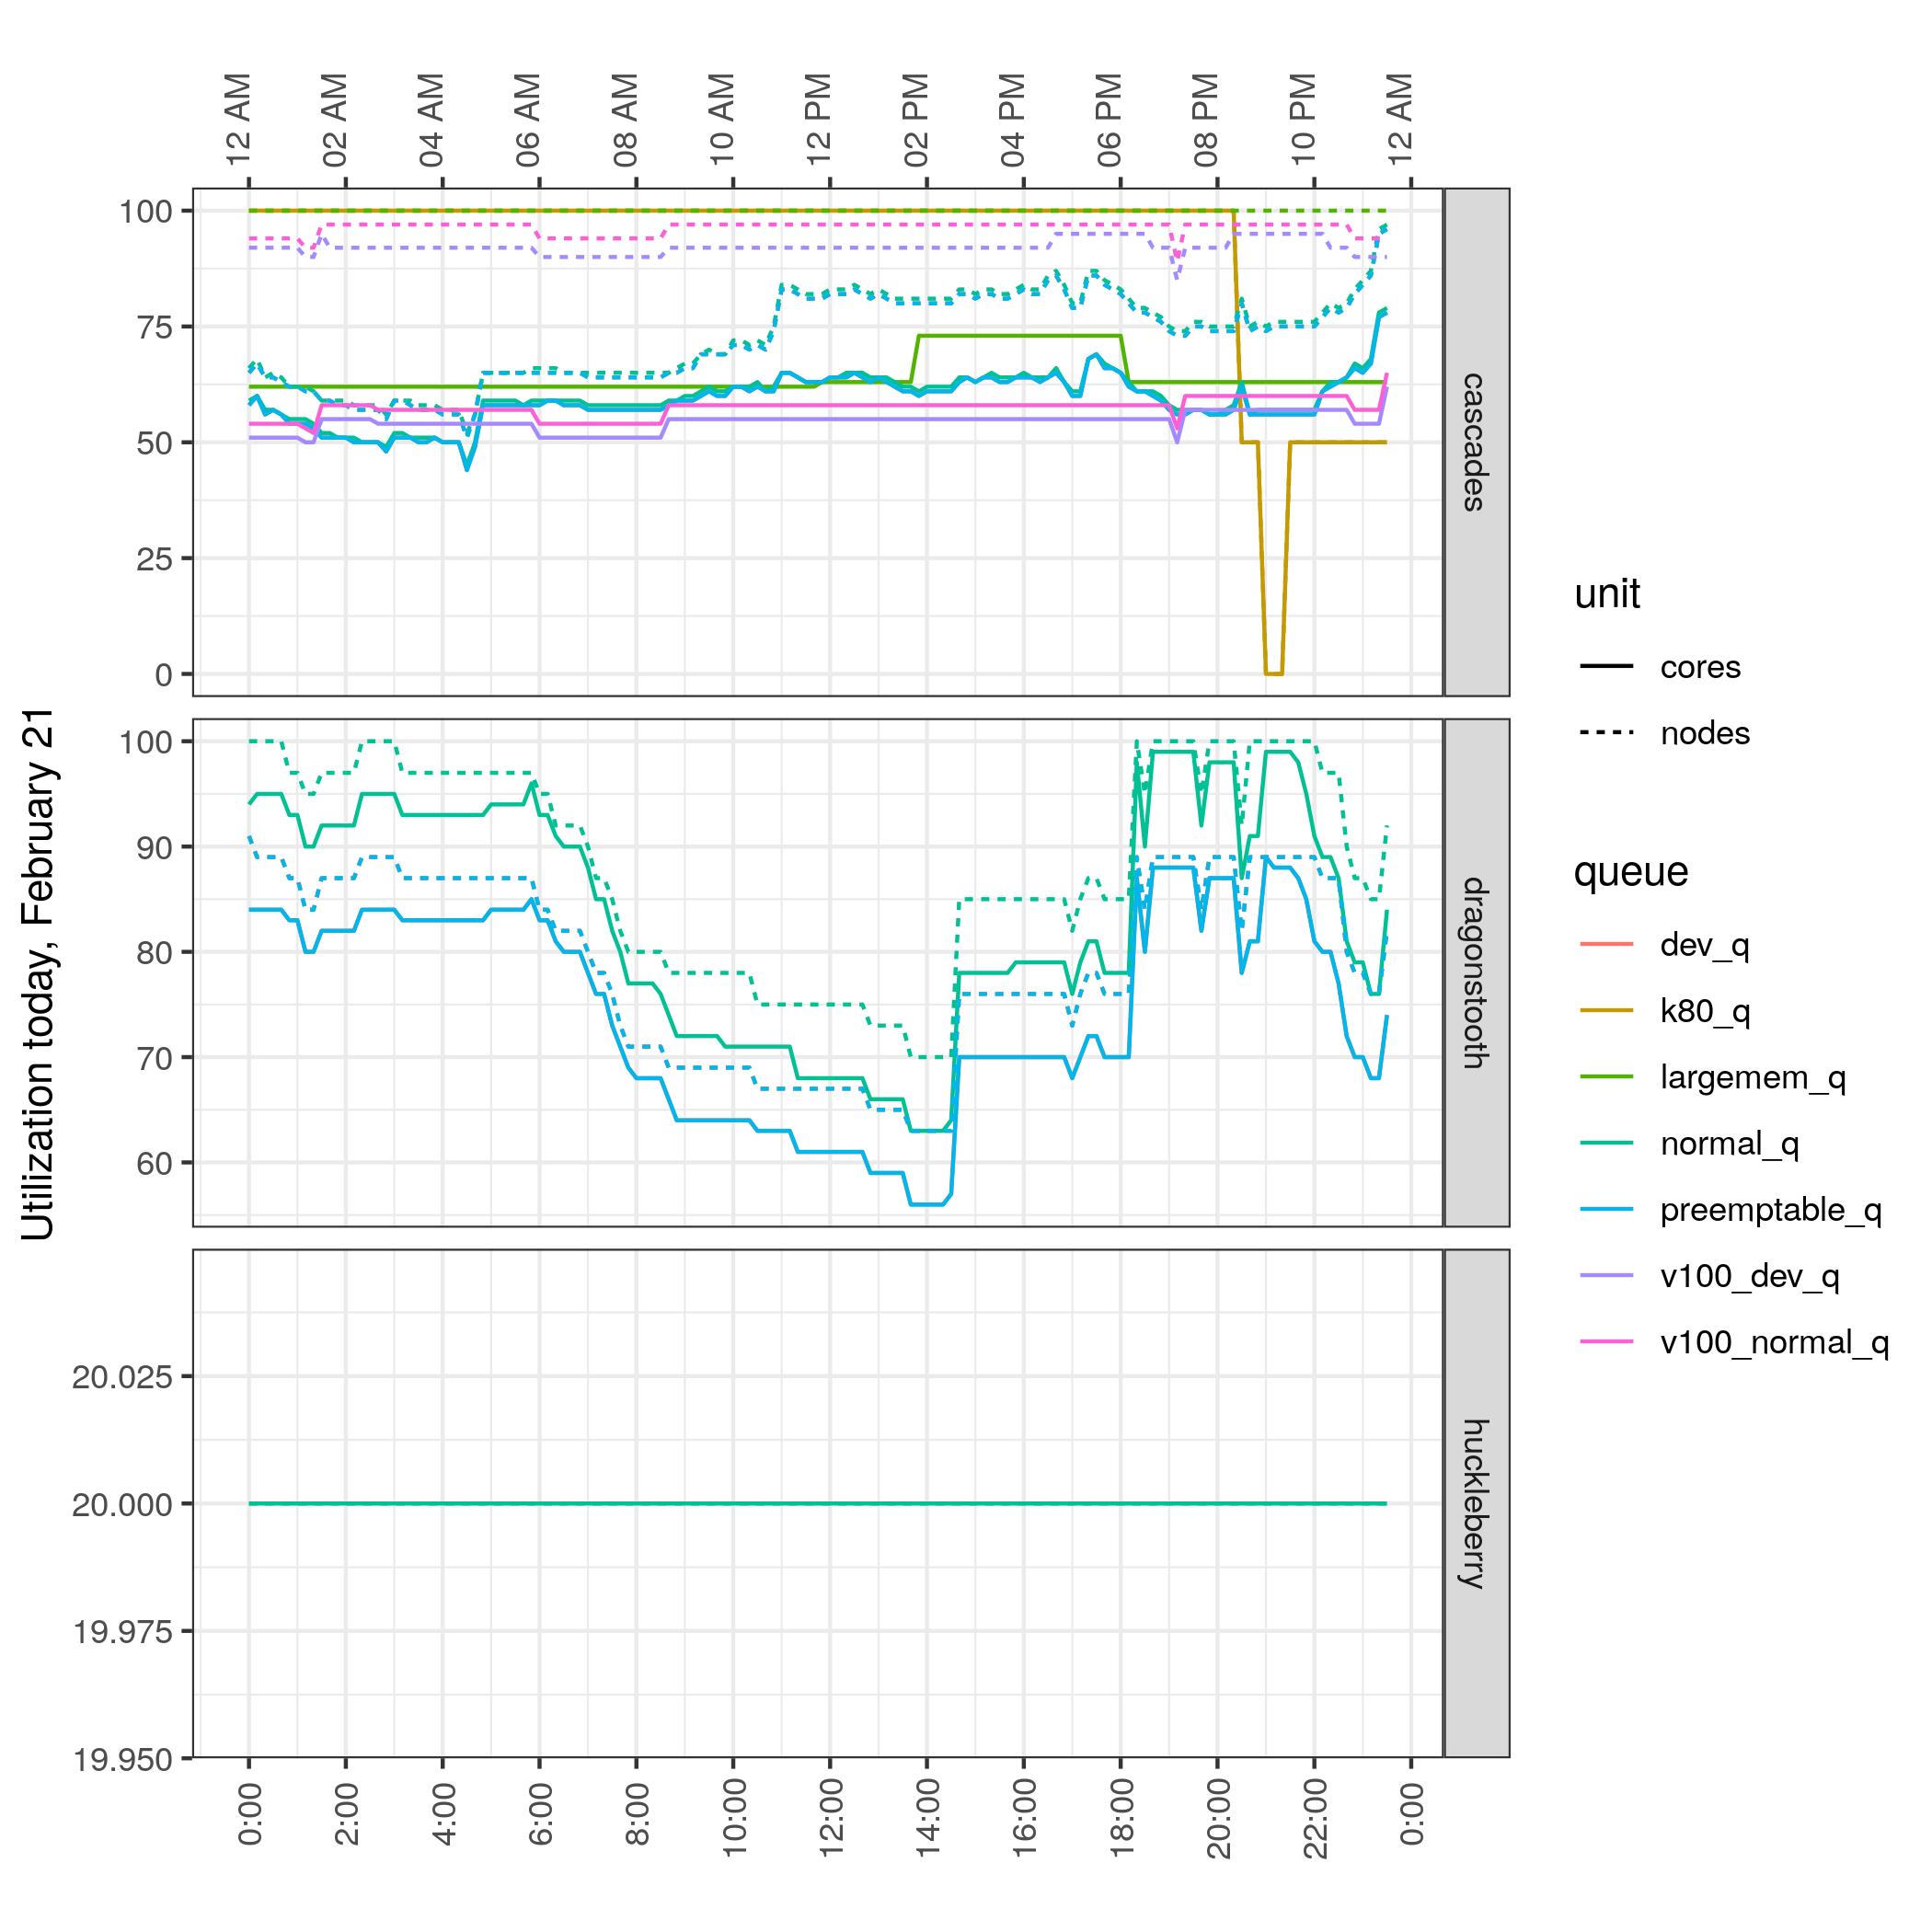 12 AM
02 AM
04 AM
06 AM
08 AM
10 AM
12 PM
02 PM
04 PM
06 PM
08 PM
10 PM
12 AM
Utilization today, February 21
100
75
50
25
0
cascades
100
90
80
70
60
dragonstooth
20.025
20.000
19.975
19.950
huckleberry
0:00
2:00
4:00
6:00
8:00
10:00
12:00
14:00
16:00
18:00
20:00
22:00
0:00
unit
cores
nodes
queue
dev_q
k80_q
largemem_q
normal_q
preemptable_q
v100_dev_q
v100_normal_q